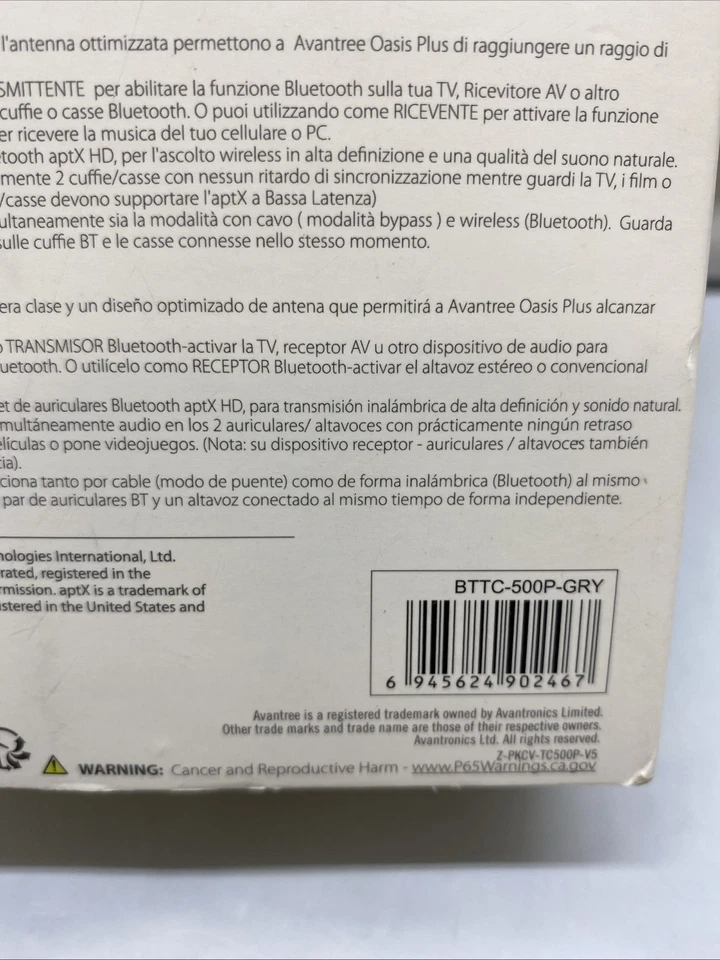 l'antenna ottimizzata permettono a Avantree Oasis Plus di raggiungere un raggio di
SMITTENTE per abilitare la funzione Bluetooth sulla tua TV, Ricevitore AV o altro
cuffie o casse Bluetooth. O puoi utilizzando come RICEVENTE per attivare la funzione
er ricevere la musica del tuo cellulare o PC.
tooth aptX HD, per l'ascolto wireless in alta definizione e una qualità del suono naturale.
mente 2 cuffie/casse con nessun ritardo di sincronizzazione mentre guardi la TV, i film o
/casse devono supportare l'aptX a Bassa Latenza)
ultaneamente sia la modalità con cavo ( modalità bypass ) e wireless (Bluetooth). Guarda
sulle cuffie BT e le casse connesse nello stesso momento.
era clase y un diseño optimizado de antena que permitirá a Avantree Oasis Plus alcanzar
o TRANSMISOR Bluetooth-activar la TV, receptor AV u otro dispositivo de audio para
uetooth. O utilícelo como RECEPTOR Bluetooth-activar el altavoz estéreo o convencional
et de auriculares Bluetooth aptX HD, para transmisión inalámbrica de alta definición y sonido natural.
multáneamente audio en los 2 auriculares/ altavoces con prácticamente ningún retraso
elículas o pone videojuegos. (Nota: su dispositivo receptor - auriculares / altavoces también
ia).
ciona tanto por cable (modo de puente) como de forma inalámbrica (Bluetooth) al mismo
par de auriculares BT y un altavoz conectado al mismo tiempo de forma independiente.
nologies International, Ltd.
rated, registered in the
rmission. aptX is a trademark of
istered in the United States and
BTTC-500P-GRY
6 945624 902467
Avantree is a registered trademark owned by Avantronics Limited.
Other trade marks and trade name are those of their respective owners.
Avantronics Ltd. All rights reserved.
Z-PKCV-TC500P-V5
WARNING: Cancer and Reproductive Harm - www.P65Warnings.ca.gov